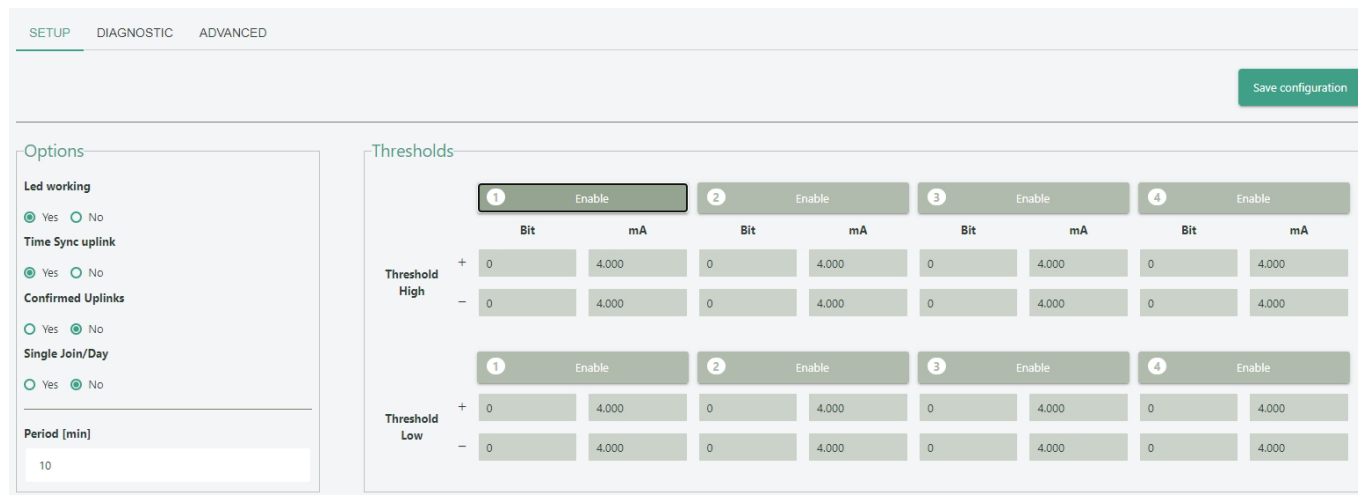 SETUP DIAGNOSTIC ADVANCED
Save configuration
Options
Led working
Yes No
Time Sync uplink
Yes No
Confirmed Uplinks
Yes No
Single Join/Day
Yes No
Period [min]
10
Thresholds
1 Enable 2 Enable 3 Enable 4 Enable
Bit mA Bit mA Bit mA Bit mA
Threshold High
+ 0 4.000 0 4.000 0 4.000 0 4.000
− 0 4.000 0 4.000 0 4.000 0 4.000
1 Enable 2 Enable 3 Enable 4 Enable
Threshold Low
+ 0 4.000 0 4.000 0 4.000 0 4.000
− 0 4.000 0 4.000 0 4.000 0 4.000